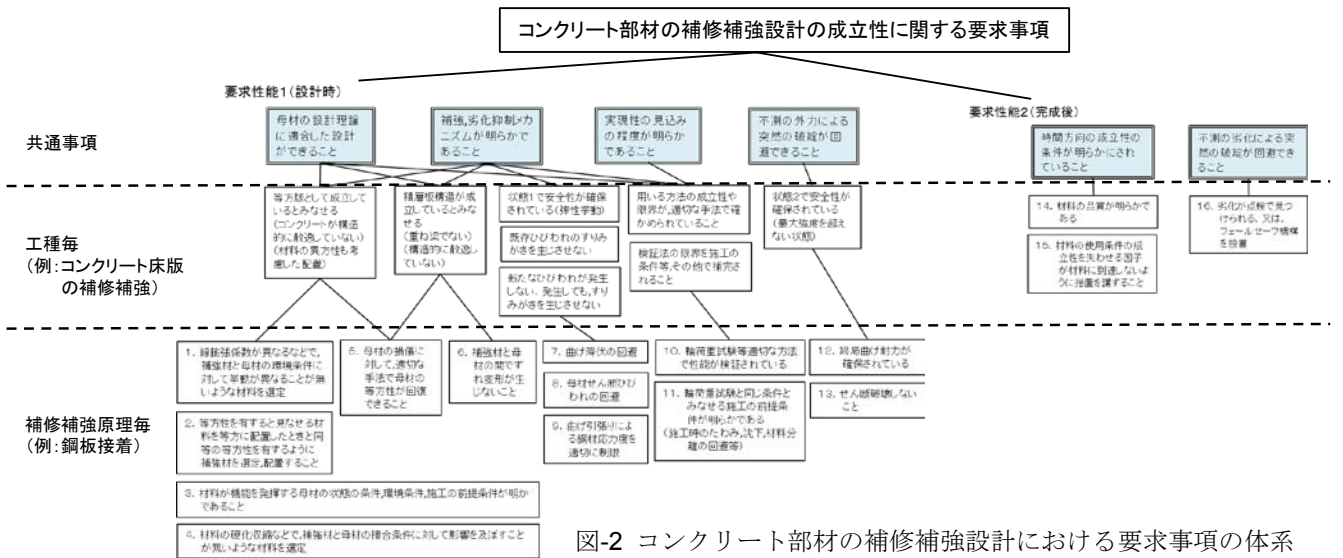 コンクリート部材の補修補強設計の成立性に関する要求事項
要求性能1(設計時)
要求性能2(完成後)
共通事項
母材の設計理論
に適合した設計
ができること
補強,劣化抑制メカ
ニズムが明らかで
あること
実現性の見込み
の程度が明らか
であること
不測の外力による
突然の破綻が回
避できること
時間方向の成立性の
条件が明らかにされ
ていること
不測の劣化による突
然の破綻が回避でき
ること
工種毎
(例:コンクリート床版
の補修補強)
等方版として成立して
いるとみなせる
(コンクリートが構造
的に散逸していない)
(材料の異方性も考
慮した配置)
積層板構造が成
立しているとみな
せる
(重ね梁でない)
(構造的に散逸し
ていない)
状態1で安全性が確保
されている(弾性挙動)
既存ひびわれのすりみ
がきを生じさせない
新たなひびわれが発生
しない、発生しても,すり
みがきを生じさせない
用いる方法の成立性や
限界が,適切な手法で確
かめられていること
検証法の限界を施工の
条件等,その他で補完さ
れること
状態2で安全性が
確保されている
(最大強度を超え
ない状態)
14. 材料の品質が明らかで
ある
15. 材料の使用条件の成
立性を失わせる因子
が材料に到達しないよ
うに措置を講ずること
16. 劣化が点検で見つ
けられる、又は、
フェールセーフ機構
を設置
補修補強原理毎
(例:鋼板接着)
1. 線膨張係数が異なるなどで,
補強材と母材の環境条件に
対して挙動が異なることが無
いような材料を選定
2. 等方性を有すると見なせる材
料を等方に配置したときと同
等の等方性を有するように
補強材を選定,配置すること
3. 材料が機能を発揮する母材の状態の条件,環境条件,施工の前提条件が明か
であること
4. 材料の硬化収縮などで,補強材と母材の接合条件に対して影響を及ぼすこと
が無いような材料を選定
5. 母材の損傷に
対して,適切な
手法で母材の
等方性が回復
できること
6. 補強材と母
材の間でず
れ変形が生
じないこと
7. 曲げ降伏の回避
8. 母材せん断ひび
われの回避
9. 曲げ引張りによ
る鋼材応力度を
適切に制限
10. 輪荷重試験等適切な方法
で性能が検証されている
11. 輪荷重試験と同じ条件と
みなせる施工の前提条
件が明らかである
(施工時のたわみ,沈下,材料分
離の回避等)
12. 終局曲げ耐力が
確保されている
13. せん断破壊しない
こと
図-2 コンクリート部材の補修補強設計における要求事項の体系